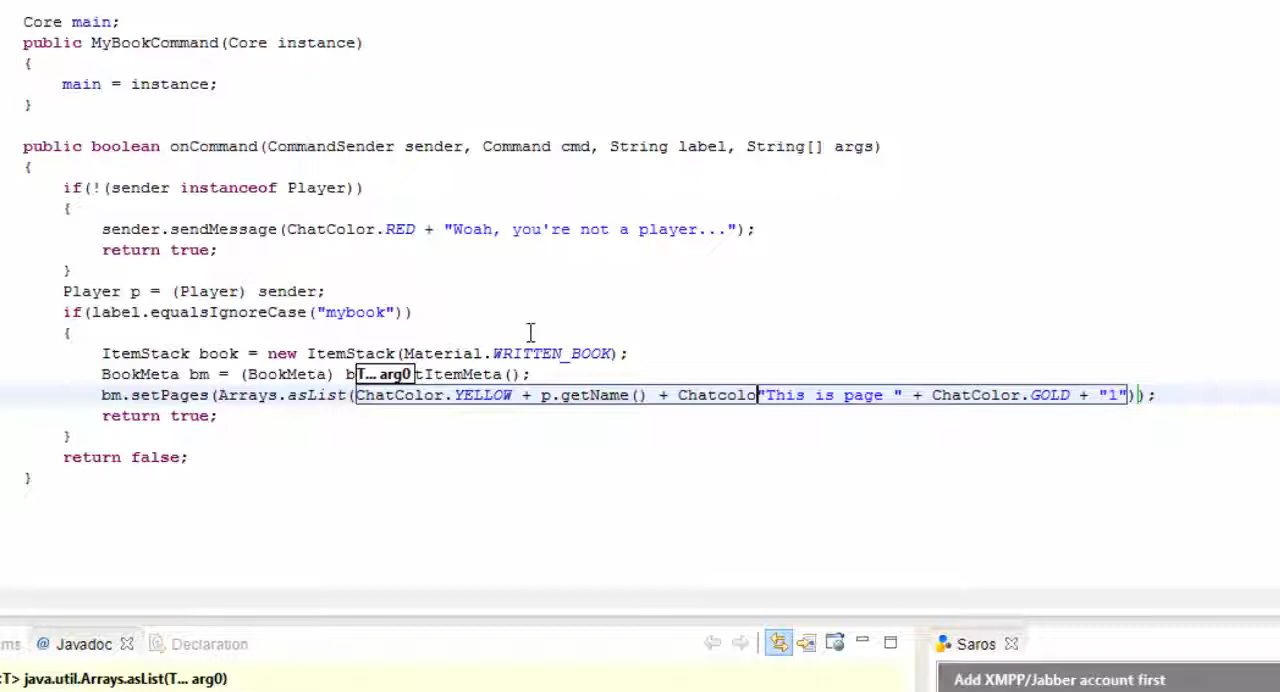 Core main;
public MyBookCommand(Core instance)
{
main = instance;
}
public boolean onCommand(CommandSender sender, Command cmd, String label, String[] args)
{
if(!(sender instanceof Player))
{
sender.sendMessage(ChatColor.RED + "Woah, you're not a player...");
return true;
}
Player p = (Player) sender;
if(label.equalsIgnoreCase("mybook"))
{
ItemStack book = new ItemStack(Material.WRITTEN_BOOK);
BookMeta bm = (BookMeta) b T... arg0 tItemMeta();
bm.setPages(Arrays.asList(ChatColor.YELLOW + p.getName() + Chatcolo"This is page " + ChatColor.GOLD + "1"));
return true;
}
return false;
}
ms @ Javadoc Declaration
Saros
T> java.util.Arrays.asList(T... arg0)
Add XMPP/Jabber account first